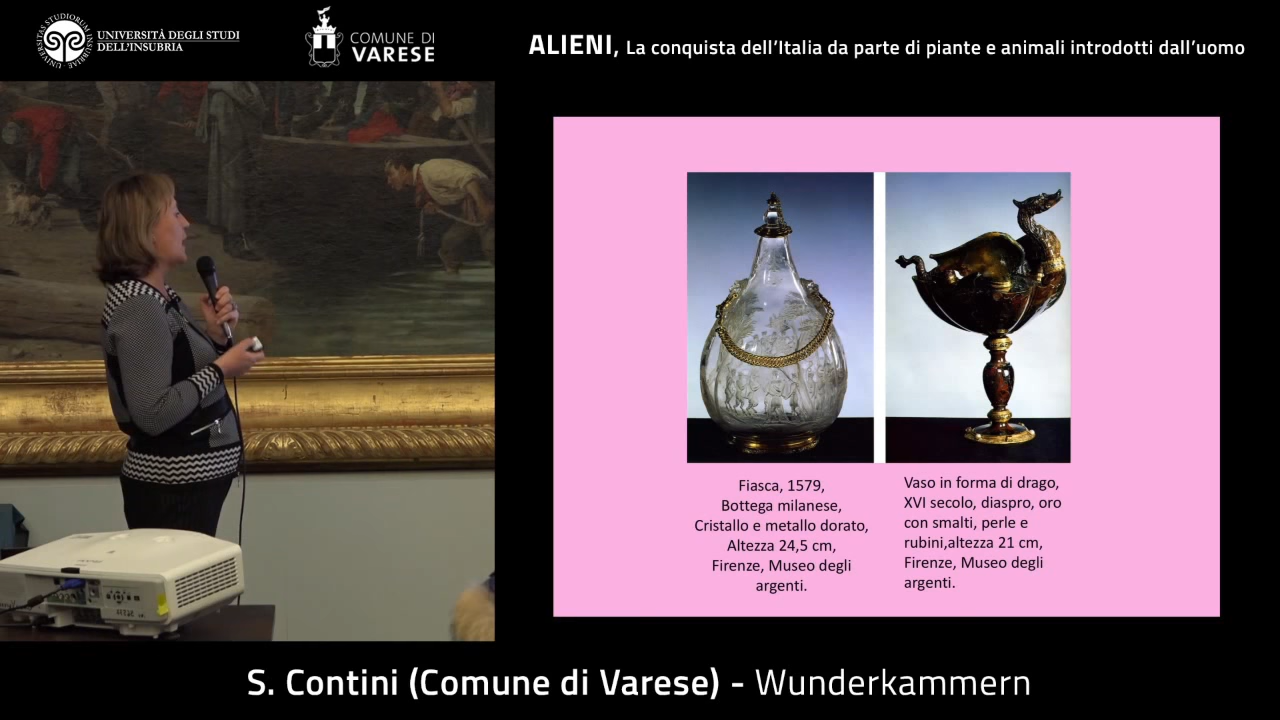 UNIVERSITÀ DEGLI STUDI
DELL'INSUBRIA
COMUNE DI
VARESE
ALIENI, La conquista dell'Italia da parte di piante e animali introdotti dall'uomo
Fiasca, 1579,
Bottega milanese,
Cristallo e metallo dorato,
Altezza 24,5 cm,
Firenze, Museo degli
argenti.
Vaso in forma di drago,
XVI secolo, diaspro, oro
con smalti, perle e
rubini,altezza 21 cm,
Firenze, Museo degli
argenti.
S. Contini (Comune di Varese) - Wunderkammern